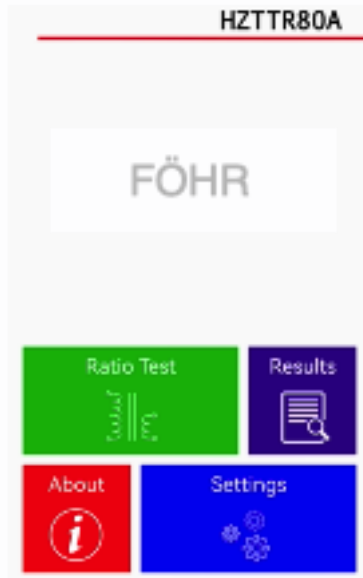 HZTTR80A
FÖHR
Ratio Test
Results
About
Settings